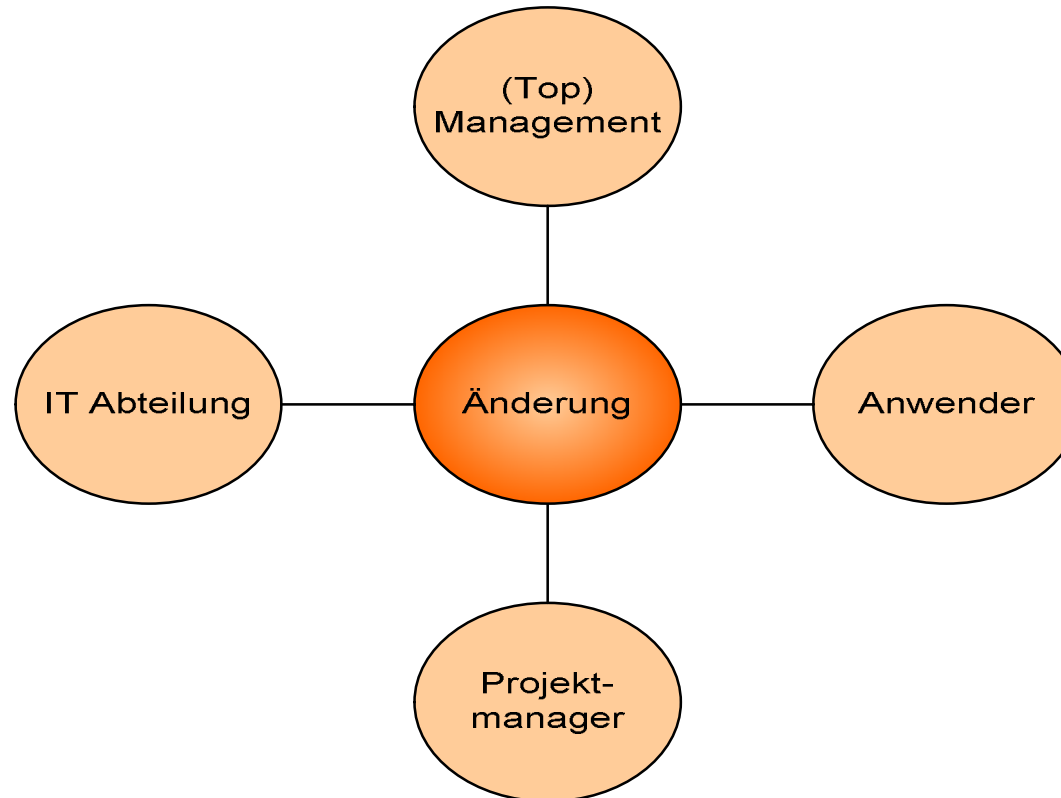 (Top)
Management
IT Abteilung
Änderung
Anwender
Projekt-
manager